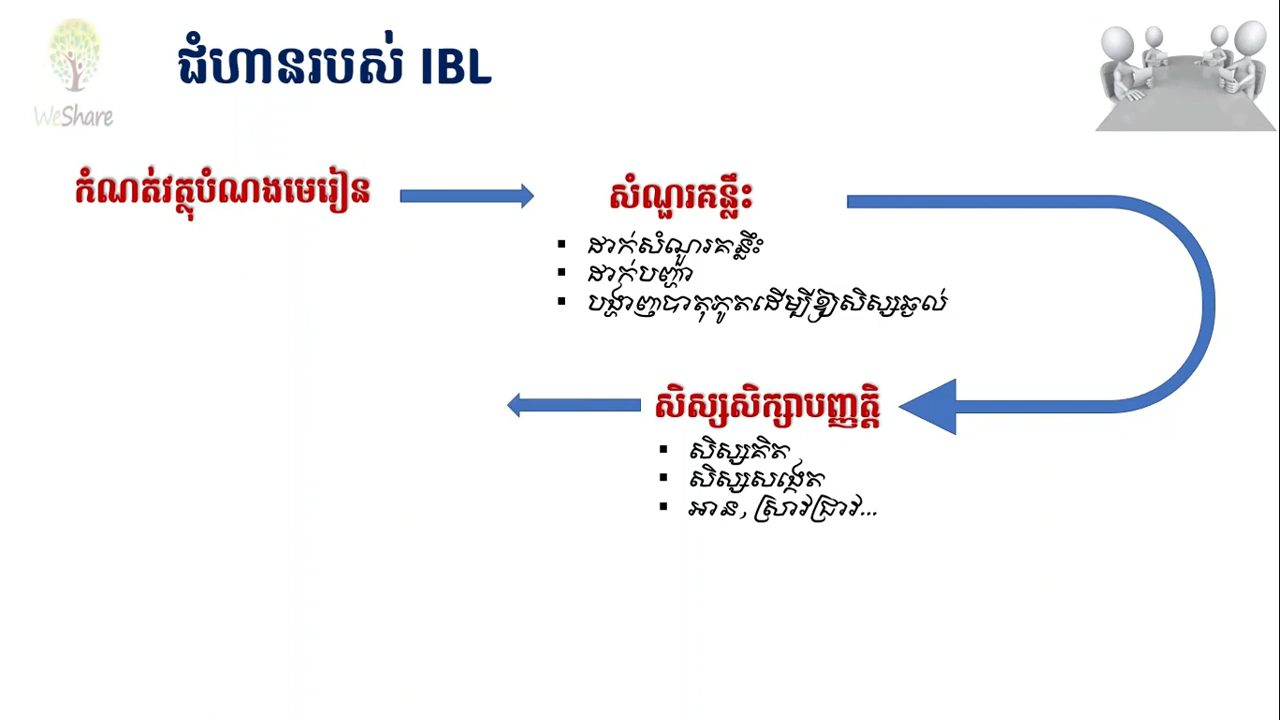 ជំហានរបស់ IBL
WeShare
កំណត់វត្ថុបំណងមេរៀន
សំណួរគន្លឹះ
▪ ដាក់សំណួរគន្លឹះ
▪ ដាក់បញ្ហា
▪ បង្ហាញបាតុភូតដើម្បីឱ្យសិស្សឆ្ងល់
សិស្សសិក្សាបញ្ញត្តិ
▪ សិស្សគិត
▪ សិស្សសង្កេត
▪ អាន, ស្រាវជ្រាវ...